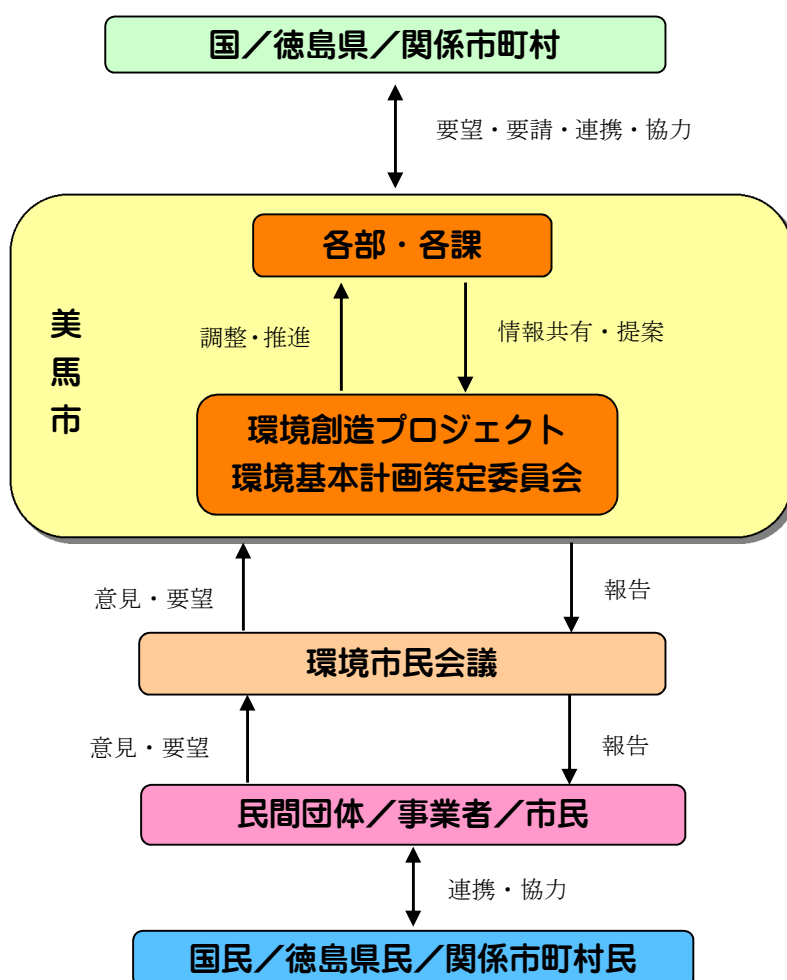 国／徳島県／関係市町村
要望・要請・連携・協力
各部・各課
美馬市
調整・推進
情報共有・提案
環境創造プロジェクト
環境基本計画策定委員会
意見・要望
報告
環境市民会議
意見・要望
報告
民間団体／事業者／市民
連携・協力
国民／徳島県民／関係市町村民